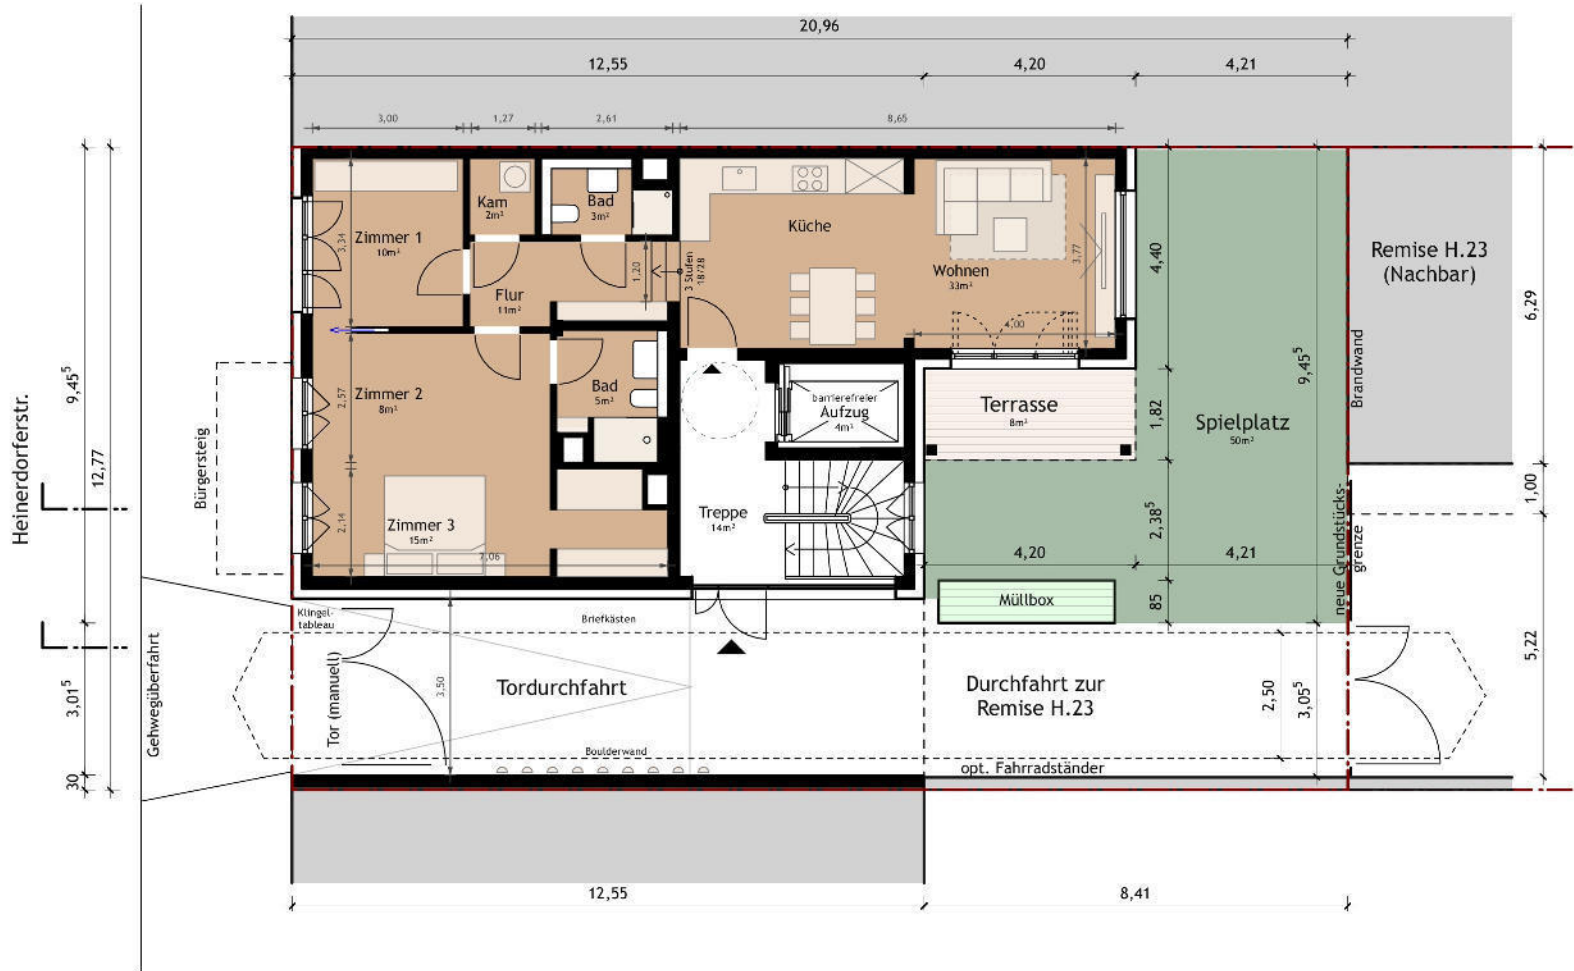 20,96
12,55
4,20
4,21
3,00
1,27
2,61
8,65
Heinerdorferstr.
9,45⁵
12,77
3,01⁵
30
Bürgersteig
Gehwegüberfahrt
Zimmer 1
10m²
3,34
Kam
2m²
Bad
3m²
Flur
11m²
1,20
3 Stufen
18/28
Küche
Wohnen
33m²
3,77
4,00
Zimmer 2
8m²
2,57
Bad
5m²
Zimmer 3
15m²
2,14
7,06
barrierefreier
Aufzug
4m²
Treppe
14m²
Terrasse
8m²
Spielplatz
50m²
4,40
1,82
2,38⁵
85
9,45⁵
4,20
4,21
Müllbox
Remise H.23
(Nachbar)
Brandwand
neue Grundstücks-
grenze
6,29
1,00
5,22
Klingel-
tableau
Briefkästen
Tor (manuell)
3,50
Tordurchfahrt
Boulderwand
Durchfahrt zur
Remise H.23
2,50
3,05⁵
opt. Fahrradständer
12,55
8,41